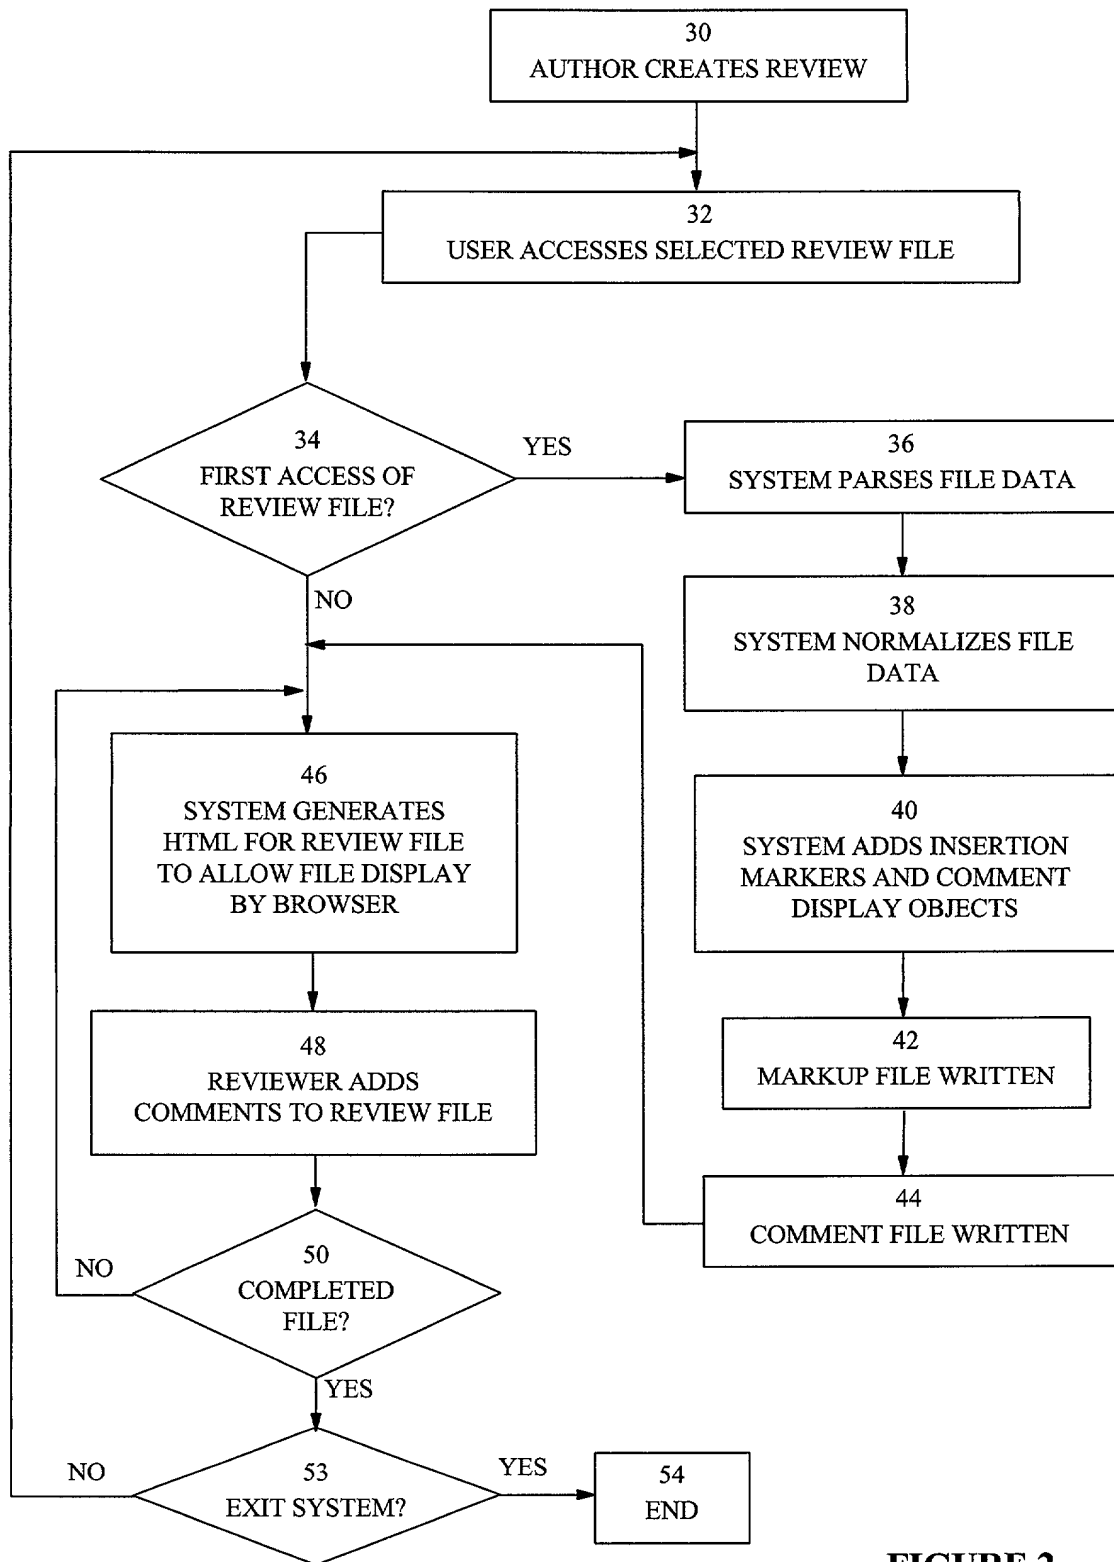 30
AUTHOR CREATES REVIEW
32
USER ACCESSES SELECTED REVIEW FILE
34
FIRST ACCESS OF
REVIEW FILE?
YES
NO
36
SYSTEM PARSES FILE DATA
38
SYSTEM NORMALIZES FILE
DATA
40
SYSTEM ADDS INSERTION
MARKERS AND COMMENT
DISPLAY OBJECTS
42
MARKUP FILE WRITTEN
44
COMMENT FILE WRITTEN
46
SYSTEM GENERATES
HTML FOR REVIEW FILE
TO ALLOW FILE DISPLAY
BY BROWSER
48
REVIEWER ADDS
COMMENTS TO REVIEW FILE
50
COMPLETED
FILE?
NO
YES
53
EXIT SYSTEM?
NO
YES
54
END
FIGURE 2